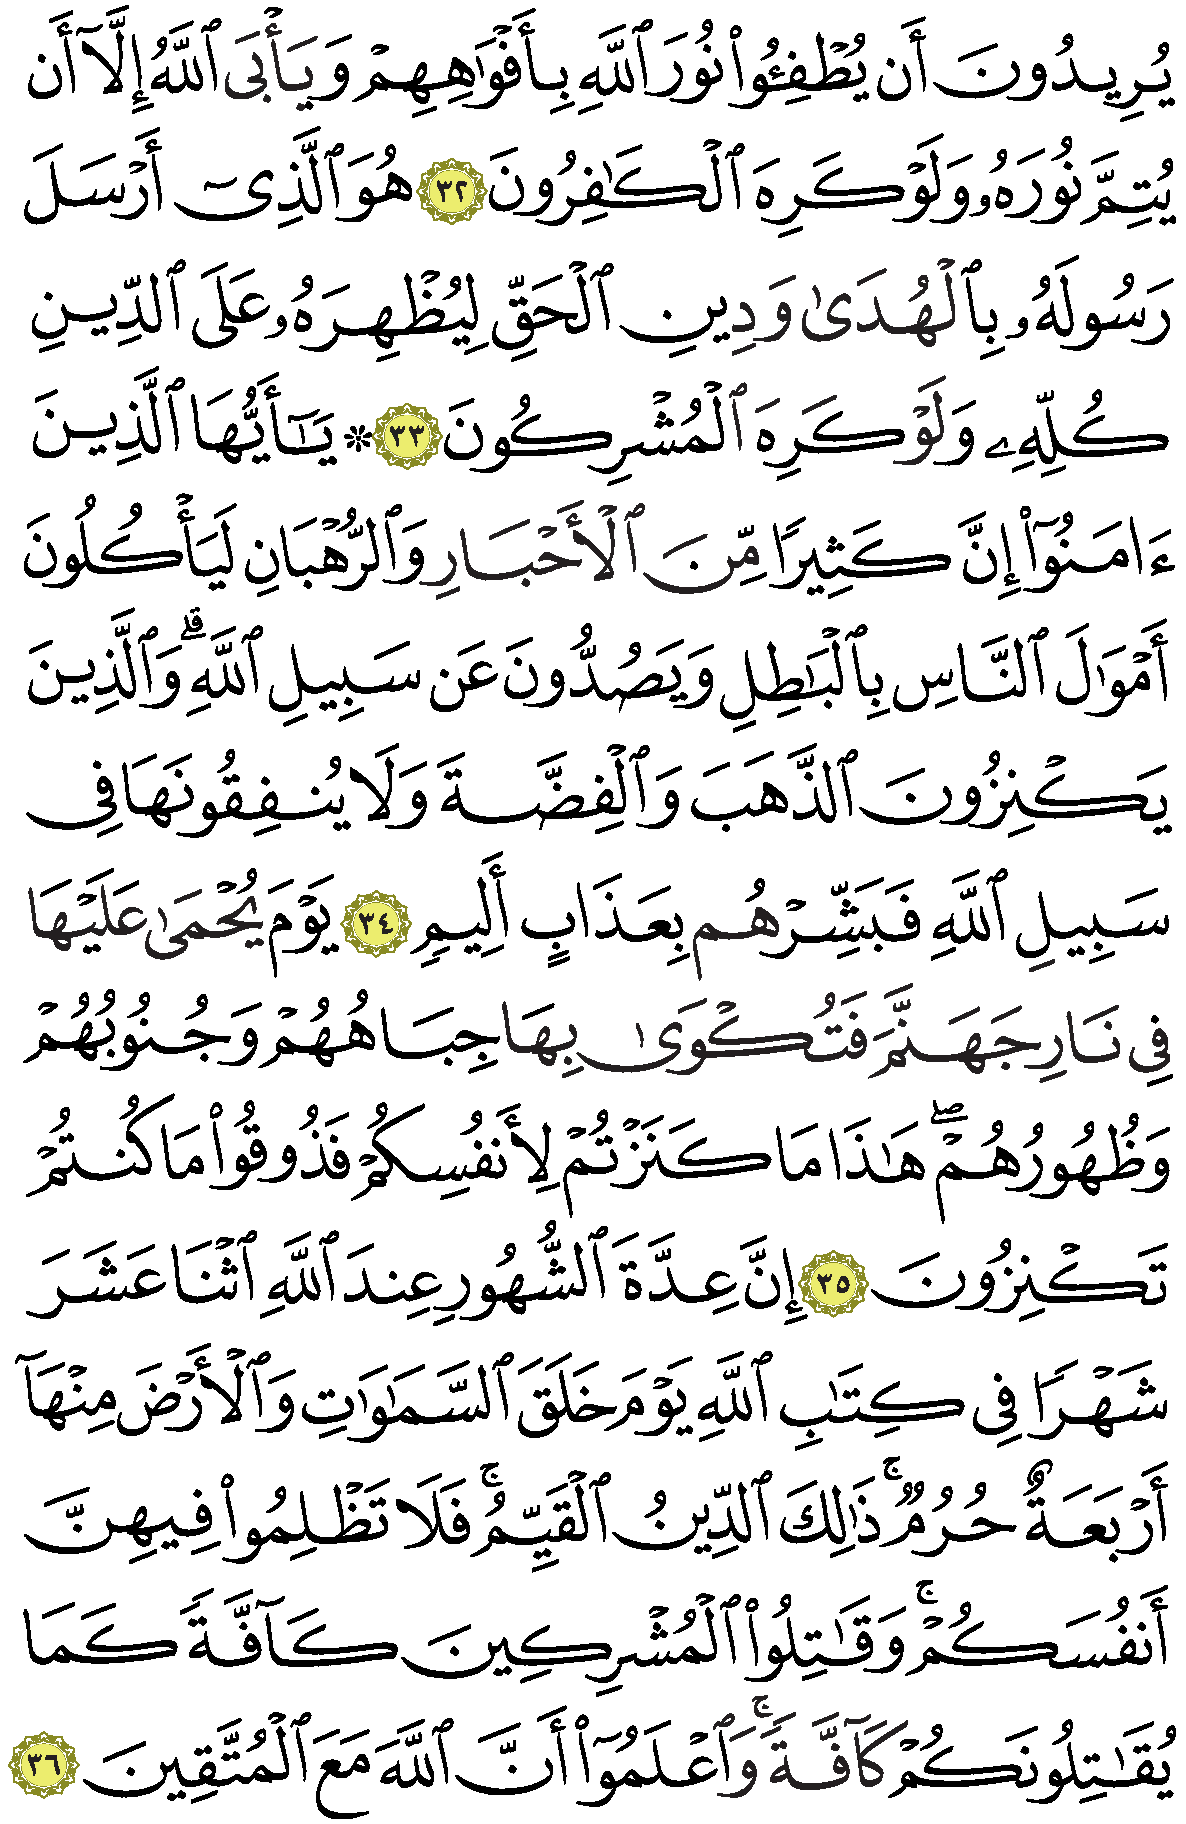 يُرِيدُونَ أَن يُطْفِـُٔوا۟ نُورَ ٱللَّهِ بِأَفْوَٰهِهِمْ وَيَأْبَى ٱللَّهُ إِلَّآ أَن
يُتِمَّ نُورَهُۥ وَلَوْ كَرِهَ ٱلْكَـٰفِرُونَ ٣٢ هُوَ ٱلَّذِىٓ أَرْسَلَ
رَسُولَهُۥ بِٱلْهُدَىٰ وَدِينِ ٱلْحَقِّ لِيُظْهِرَهُۥ عَلَى ٱلدِّينِ
كُلِّهِۦ وَلَوْ كَرِهَ ٱلْمُشْرِكُونَ ٣٣ ۞ يَـٰٓأَيُّهَا ٱلَّذِينَ
ءَامَنُوٓا۟ إِنَّ كَثِيرًا مِّنَ ٱلْأَحْبَارِ وَٱلرُّهْبَانِ لَيَأْكُلُونَ
أَمْوَٰلَ ٱلنَّاسِ بِٱلْبَـٰطِلِ وَيَصُدُّونَ عَن سَبِيلِ ٱللَّهِ ۗ وَٱلَّذِينَ
يَكْنِزُونَ ٱلذَّهَبَ وَٱلْفِضَّةَ وَلَا يُنفِقُونَهَا فِى
سَبِيلِ ٱللَّهِ فَبَشِّرْهُم بِعَذَابٍ أَلِيمٍ ٣٤ يَوْمَ يُحْمَىٰ عَلَيْهَا
فِى نَارِ جَهَنَّمَ فَتُكْوَىٰ بِهَا جِبَاهُهُمْ وَجُنُوبُهُمْ
وَظُهُورُهُمْ ۖ هَـٰذَا مَا كَنَزْتُمْ لِأَنفُسِكُمْ فَذُوقُوا۟ مَا كُنتُمْ
تَكْنِزُونَ ٣٥ إِنَّ عِدَّةَ ٱلشُّهُورِ عِندَ ٱللَّهِ ٱثْنَا عَشَرَ
شَهْرًا فِى كِتَـٰبِ ٱللَّهِ يَوْمَ خَلَقَ ٱلسَّمَـٰوَٰتِ وَٱلْأَرْضَ مِنْهَآ
أَرْبَعَةٌ حُرُمٌ ۚ ذَٰلِكَ ٱلدِّينُ ٱلْقَيِّمُ ۚ فَلَا تَظْلِمُوا۟ فِيهِنَّ
أَنفُسَكُمْ ۚ وَقَـٰتِلُوا۟ ٱلْمُشْرِكِينَ كَآفَّةً كَمَا
يُقَـٰتِلُونَكُمْ كَآفَّةً ۚ وَٱعْلَمُوٓا۟ أَنَّ ٱللَّهَ مَعَ ٱلْمُتَّقِينَ ٣٦